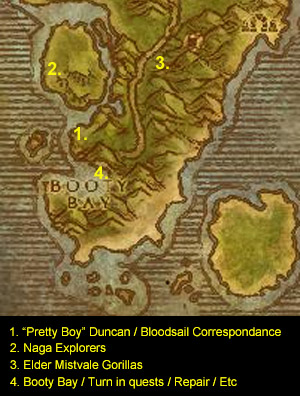 2.
3.
1.
4.
BOOTY
BAY
1. “Pretty Boy” Duncan / Bloodsail Correspondance
2. Naga Explorers
3. Elder Mistvale Gorillas
4. Booty Bay / Turn in quests / Repair / Etc